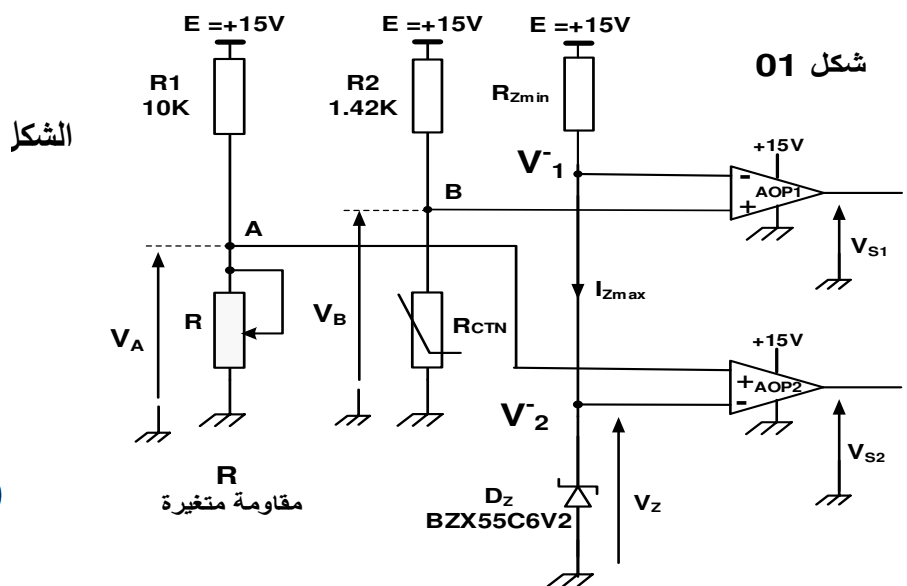 E =+15V
E =+15V
E =+15V
شكل 01
R1
10K
R2
1.42K
RZmin
الشكل
V-1
+15V
-
AOP1
+
B
A
VS1
IZmax
VA
R
VB
RCTN
+15V
+
AOP2
-
V-2
VS2
R
مقاومة متغيرة
DZ
BZX55C6V2
VZ